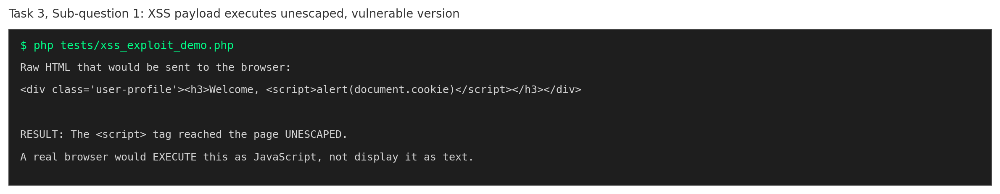 Task 3, Sub-question 1: XSS payload executes unescaped, vulnerable version
$ php tests/xss_exploit_demo.php
Raw HTML that would be sent to the browser:
<div class='user-profile'><h3>Welcome, <script>alert(document.cookie)</script></h3></div>
RESULT: The <script> tag reached the page UNESCAPED.
A real browser would EXECUTE this as JavaScript, not display it as text.